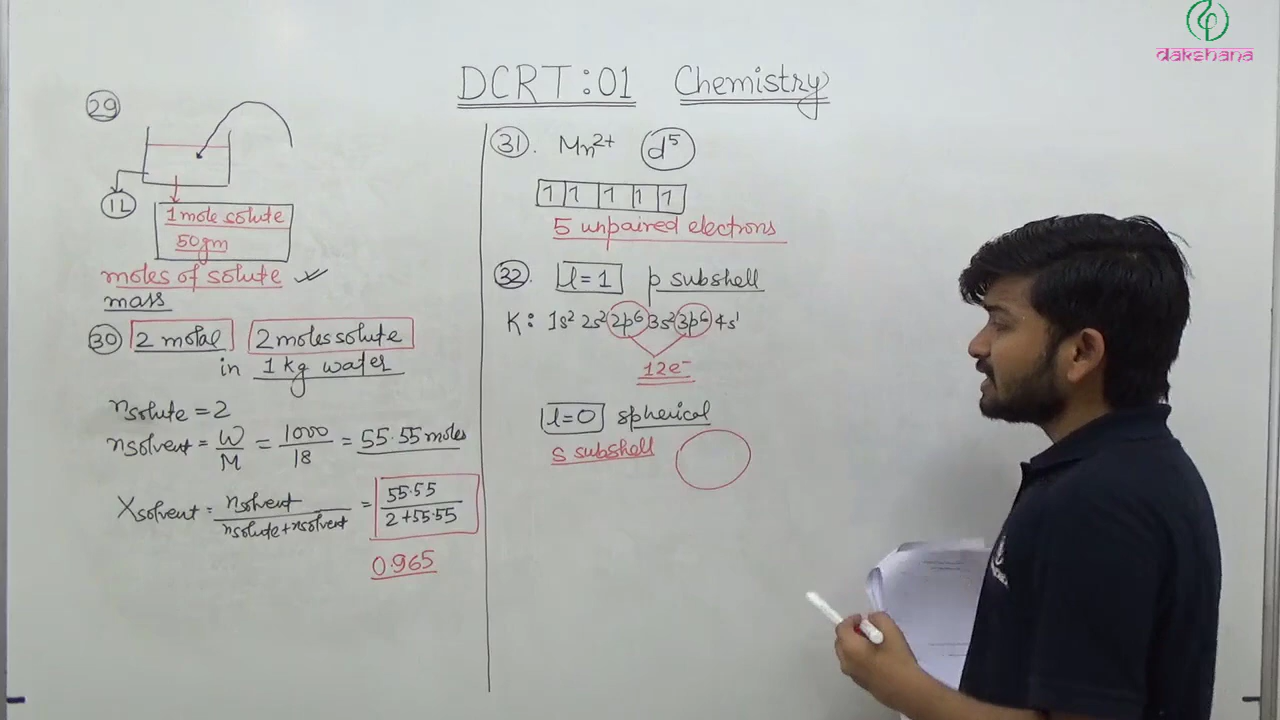 dakshana
DCRT:01 Chemistry
29
1L
1 mole solute
50gm
moles of solute
mass
30 2 molal 2 moles solute
in 1 kg water
nsolute = 2
nsolvent = W/M = 1000/18 = 55.55 moles
Xsolvent = nsolvent/nsolute+nsolvent = 55.55/2+55.55
0.965
31. Mn²⁺ d⁵
1 1 1 1 1
5 unpaired electrons
32. l=1 p subshell
K: 1s² 2s² 2p⁶ 3s² 3p⁶ 4s¹
12e⁻
l=0 spherical
s subshell